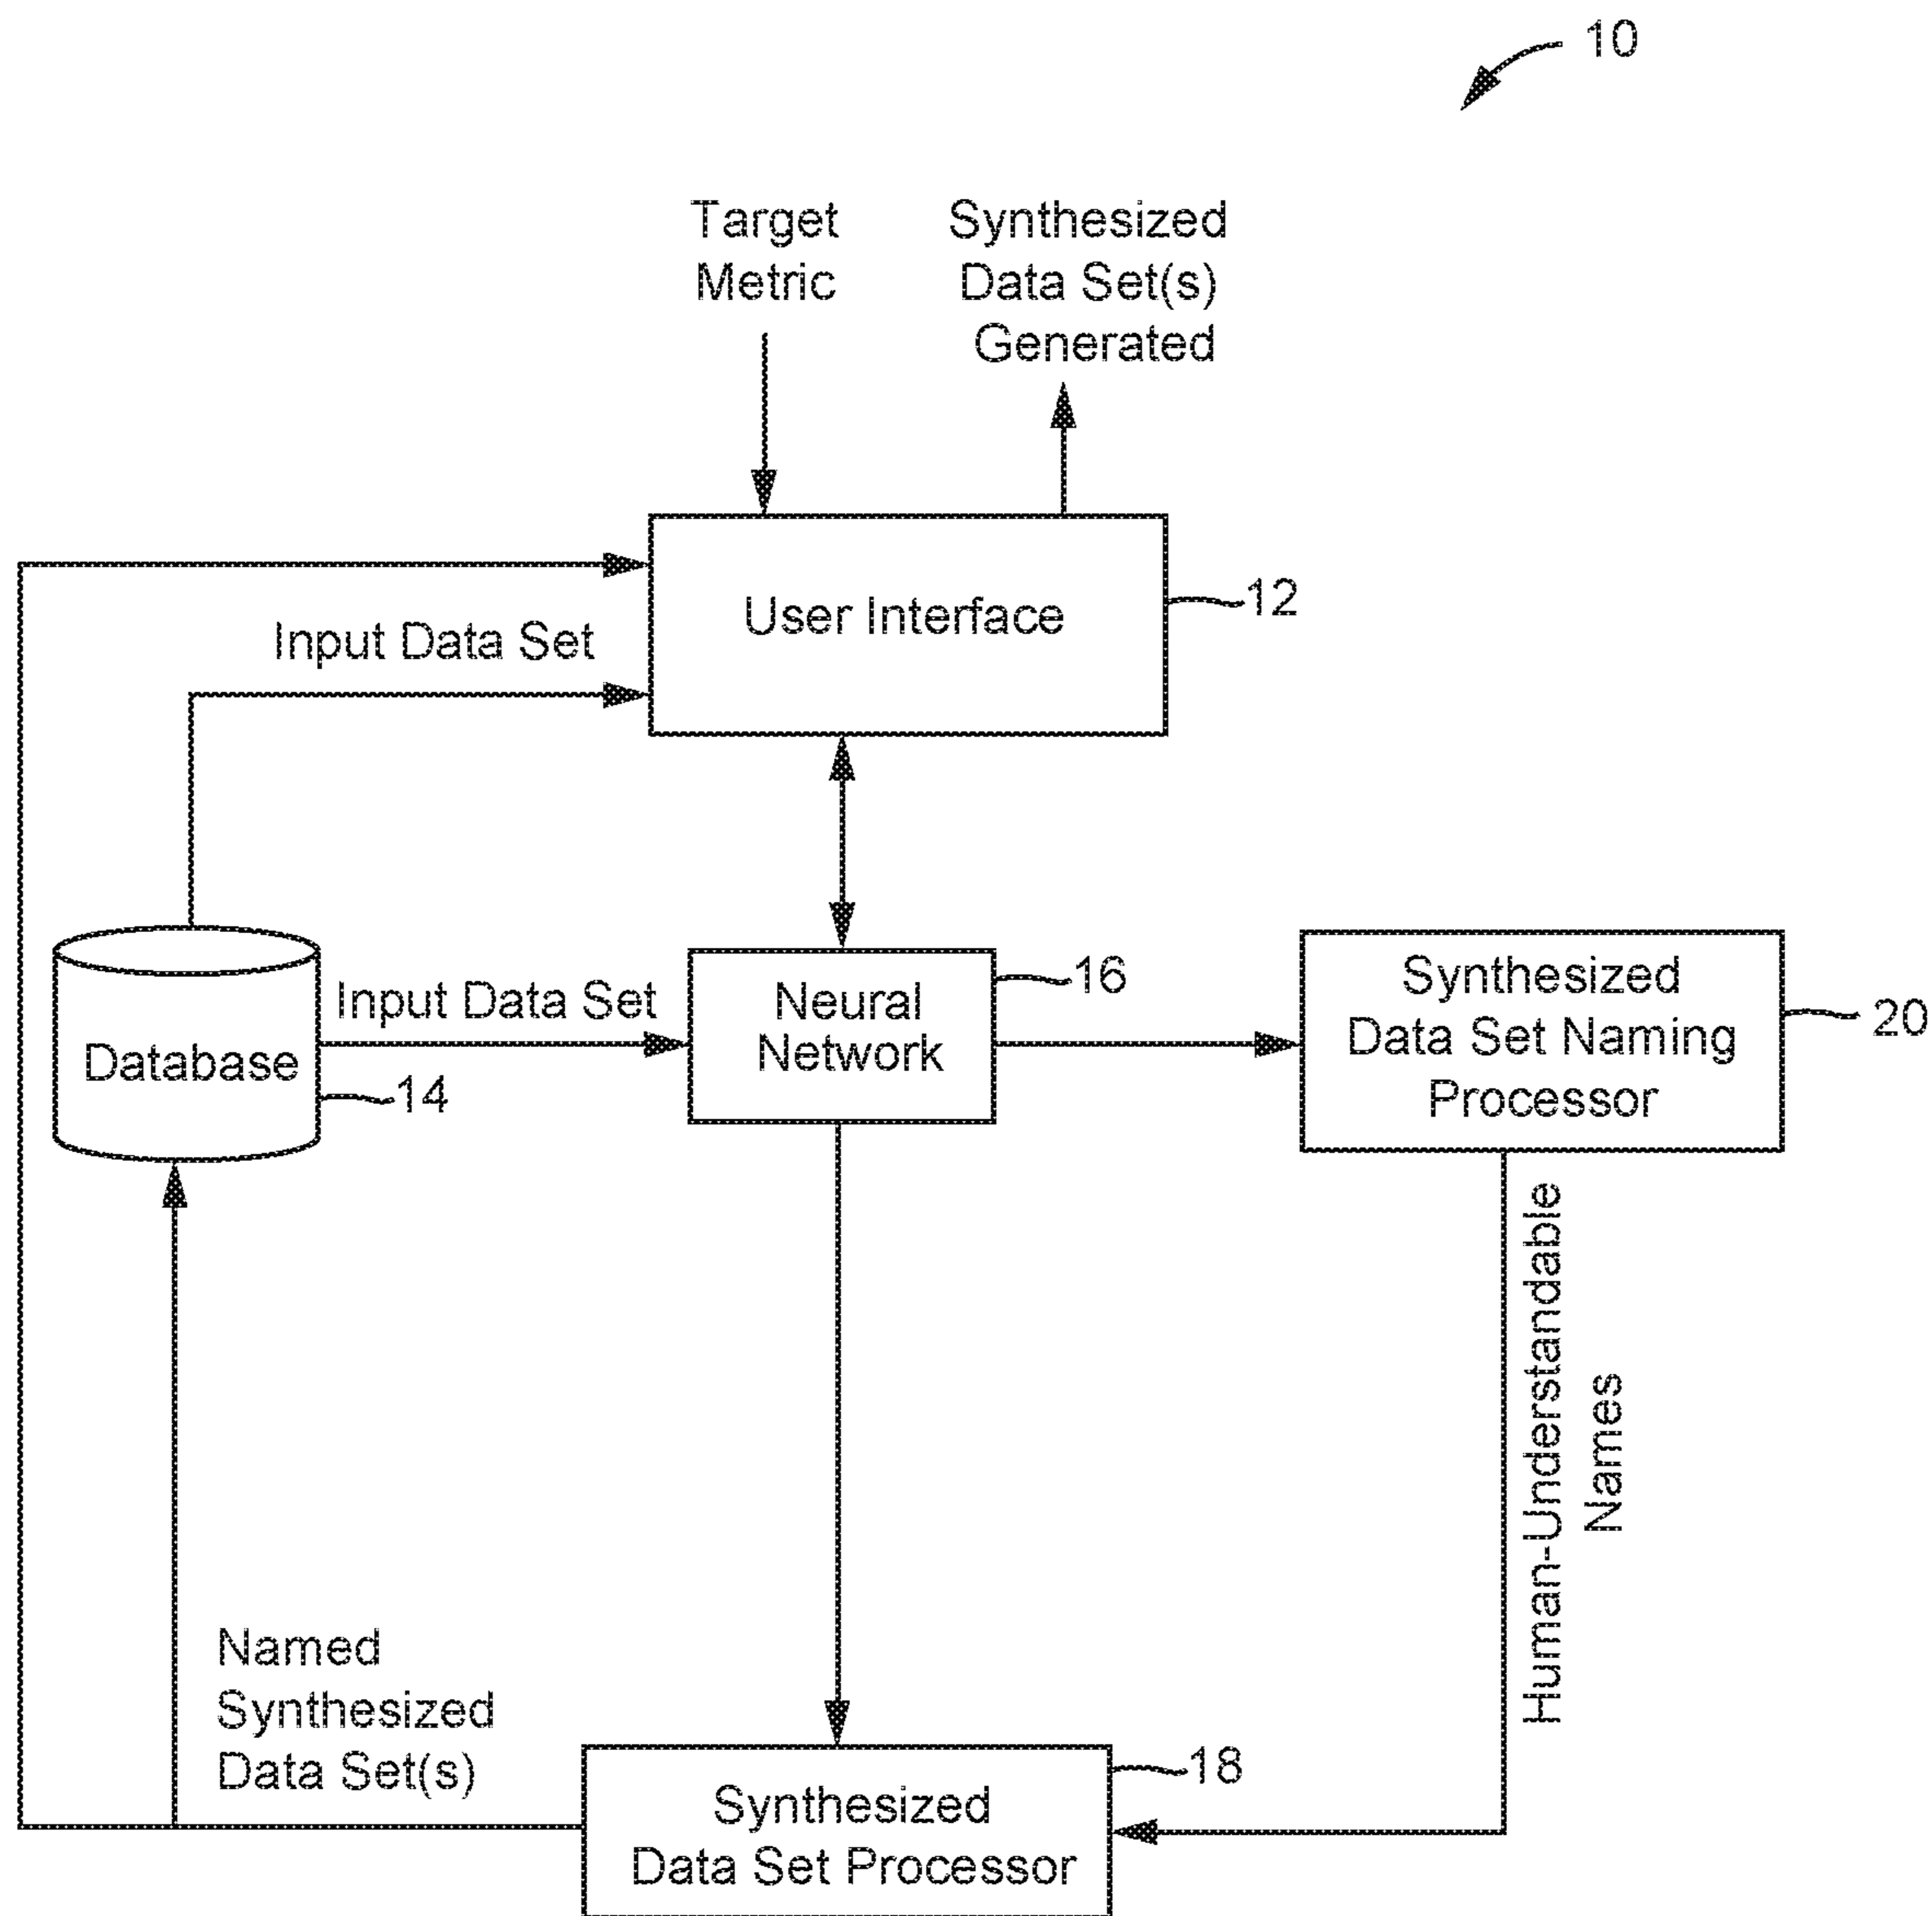 10
Target
Metric
Synthesized
Data Set(s)
Generated
User Interface
12
Input Data Set
Database
14
Input Data Set
Neural
Network
16
Synthesized
Data Set Naming
Processor
20
Human-Understandable
Names
Named
Synthesized
Data Set(s)
Synthesized
Data Set Processor
18